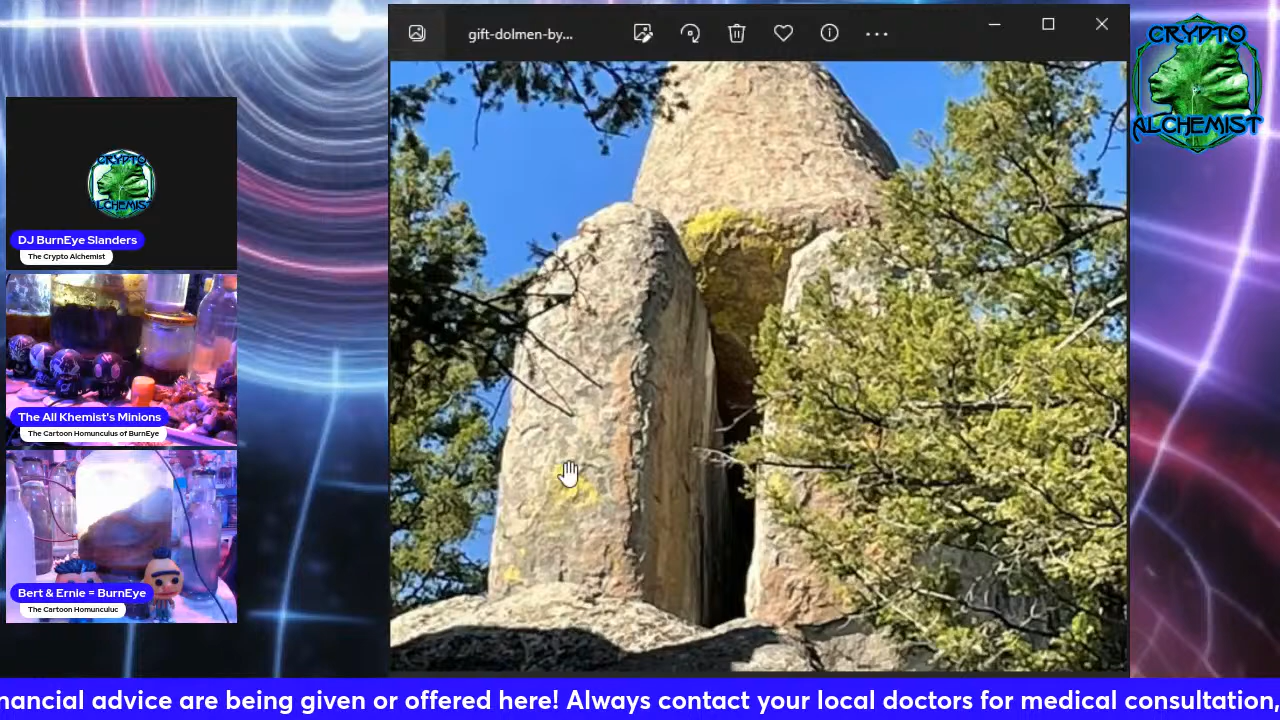 gift-dolmen-by...
CRYPTO
ALCHEMIST
CRYPTO
ALCHEMIST
DJ BurnEye Slanders
The Crypto Alchemist
The All Khemist's Minions
The Cartoon Homunculus of BurnEye
Bert & Ernie = BurnEye
The Cartoon Homunculuc
nancial advice are being given or offered here! Always contact your local doctors for medical consultation,